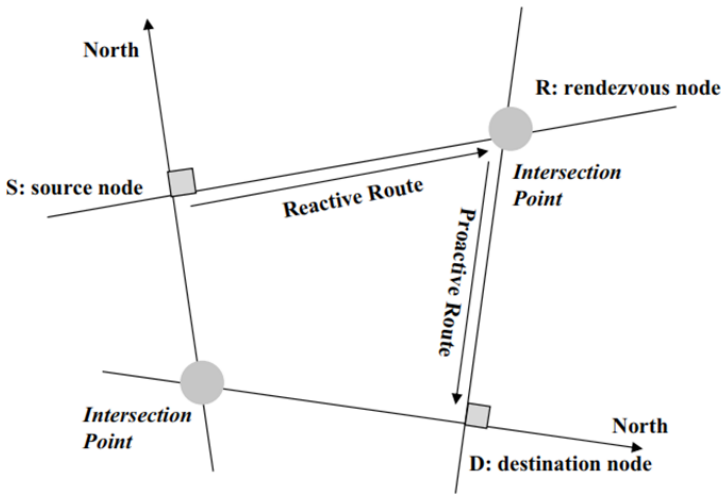 North
R: rendezvous node
S: source node
Intersection
Point
Reactive Route
Proactive Route
Intersection
Point
North
D: destination node